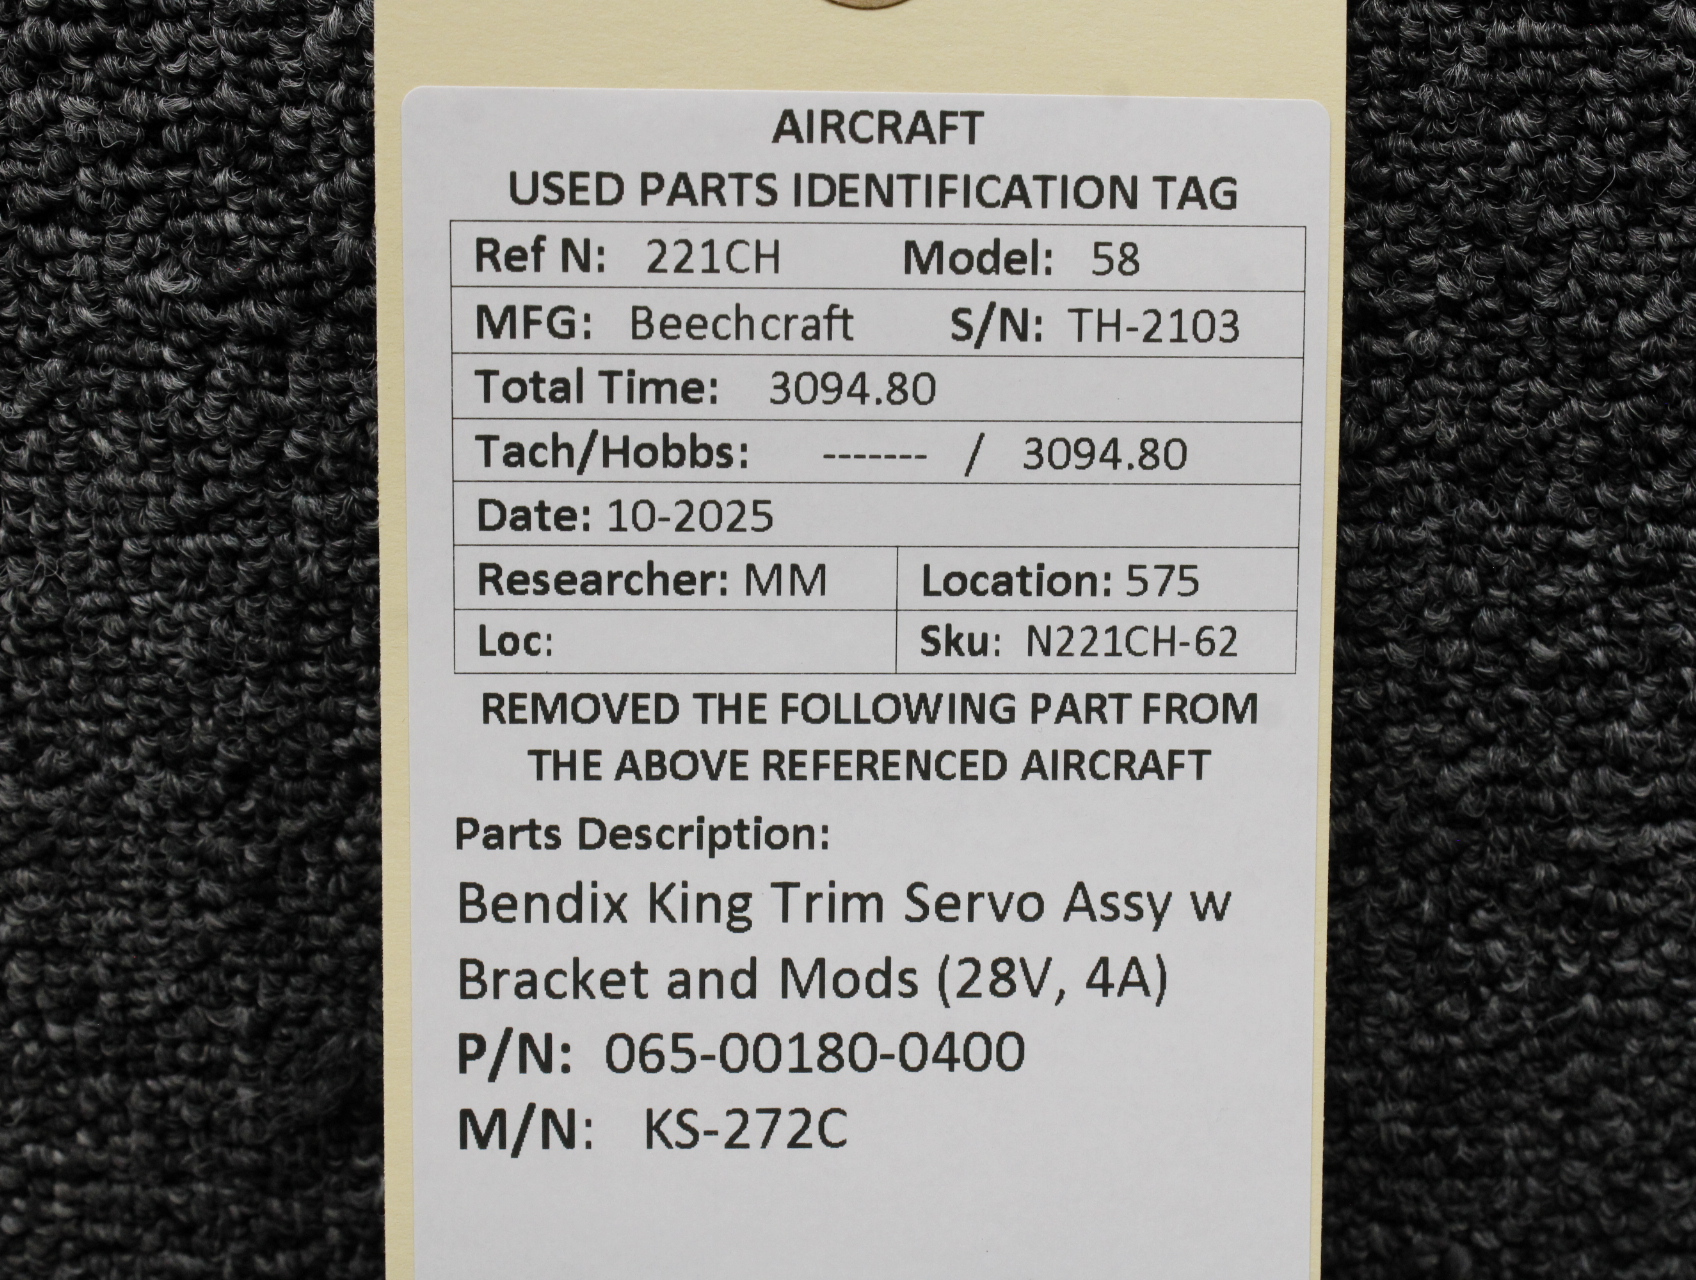 AIRCRAFT
USED PARTS IDENTIFICATION TAG
Ref N: 221CH Model: 58
MFG: Beechcraft S/N: TH-2103
Total Time: 3094.80
Tach/Hobbs: ------- / 3094.80
Date: 10-2025
Researcher: MM Location: 575
Loc: Sku: N221CH-62
REMOVED THE FOLLOWING PART FROM
THE ABOVE REFERENCED AIRCRAFT
Parts Description:
Bendix King Trim Servo Assy w
Bracket and Mods (28V, 4A)
P/N: 065-00180-0400
M/N: KS-272C